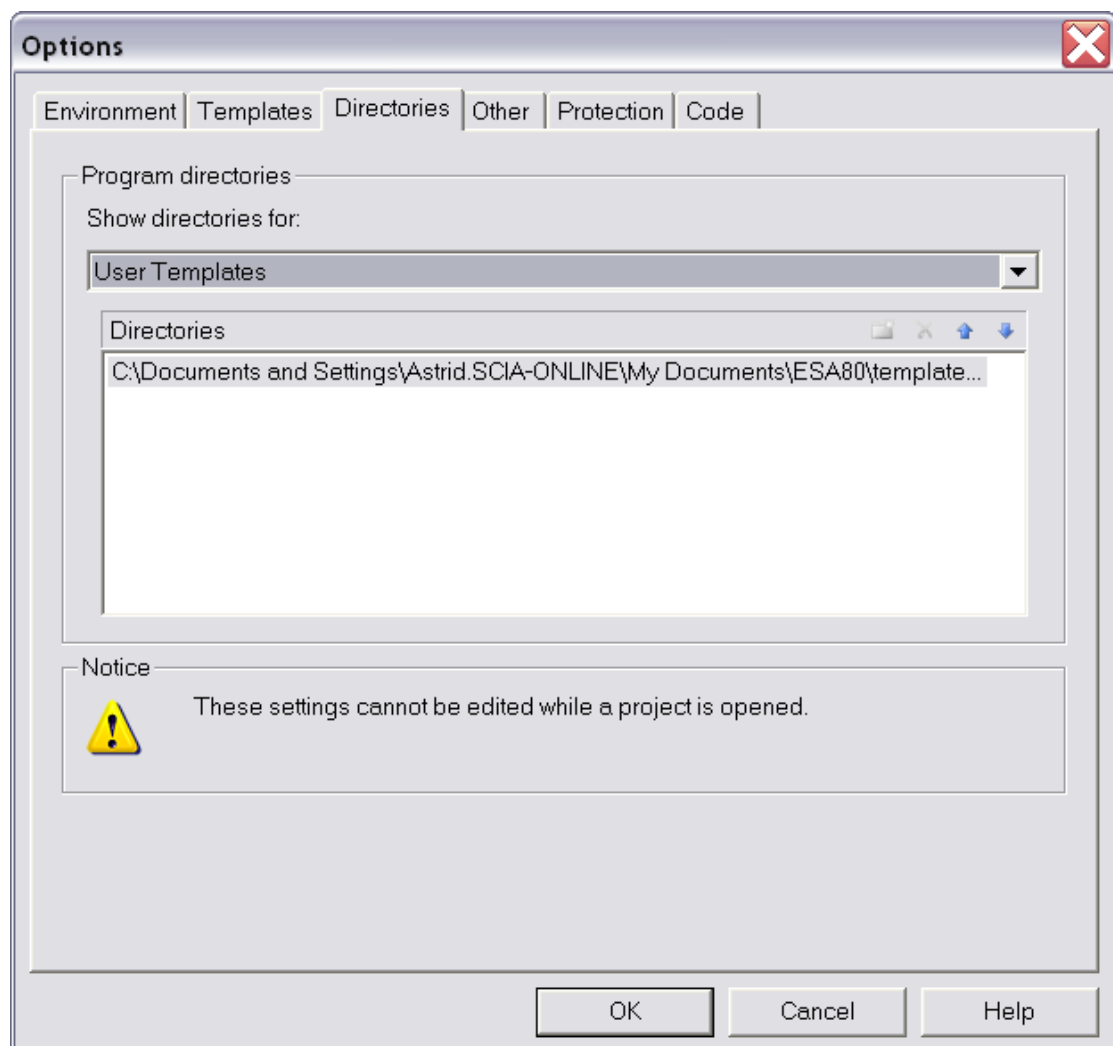 Options
Environment Templates Directories Other Protection Code
Program directories
Show directories for:
User Templates
Directories
C:\Documents and Settings\Astrid.SCIA-ONLINE\My Documents\ESA80\template...
Notice
These settings cannot be edited while a project is opened.
OK Cancel Help